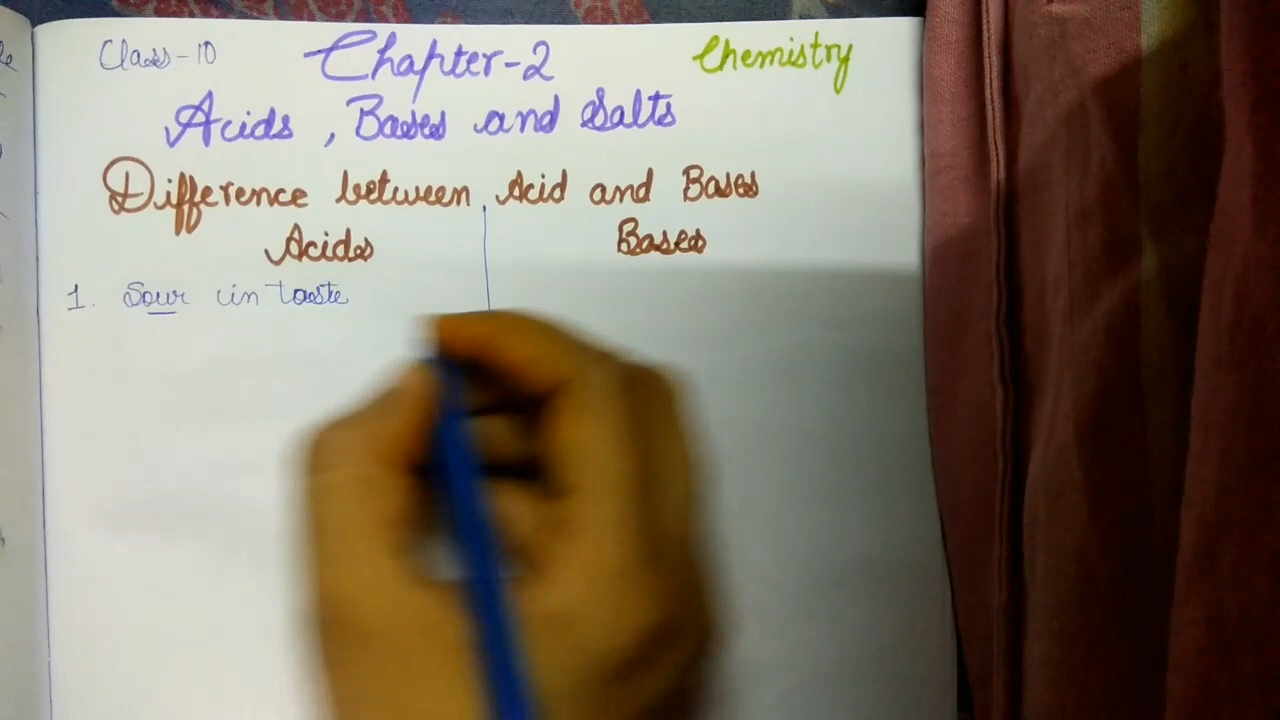 Class-10 Chapter-2 Chemistry
Acids, Bases and Salts
Difference between Acid and Bases
Acids Bases
1. Sour in taste